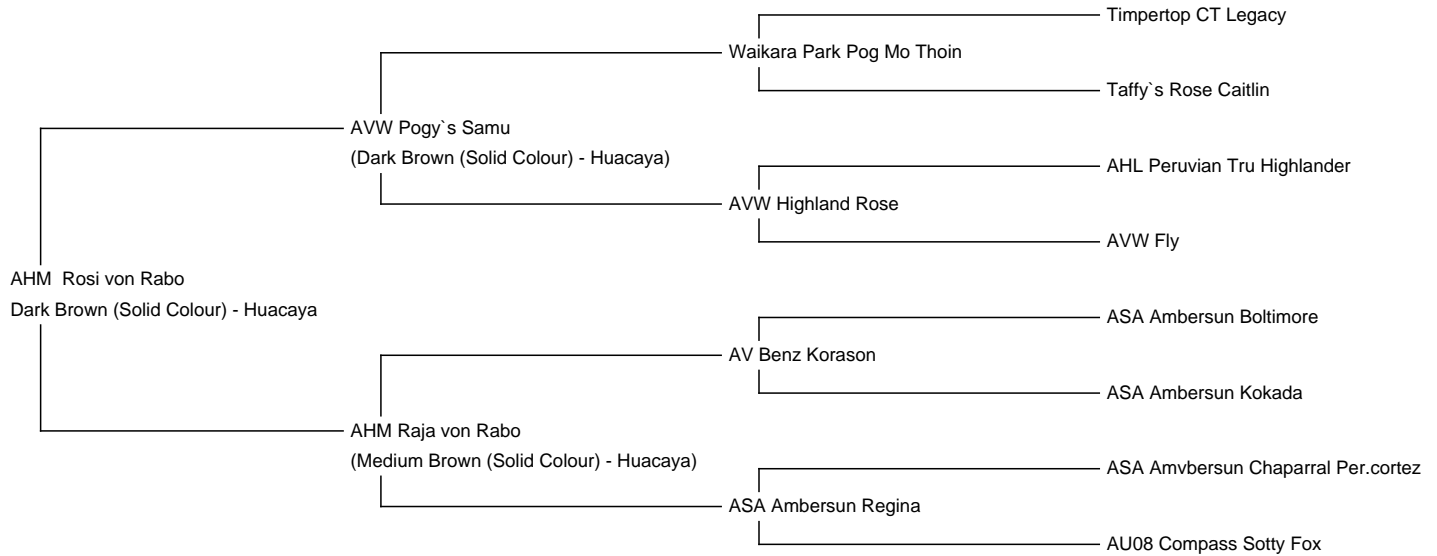 Timpertop CT Legacy
Waikara Park Pog Mo Thoin
Taffy`s Rose Caitlin
AVW Pogy`s Samu
(Dark Brown (Solid Colour) - Huacaya)
AHL Peruvian Tru Highlander
AVW Highland Rose
AVW Fly
AHM  Rosi von Rabo
Dark Brown (Solid Colour) - Huacaya
ASA Ambersun Boltimore
AV Benz Korason
ASA Ambersun Kokada
AHM Raja von Rabo
(Medium Brown (Solid Colour) - Huacaya)
ASA Amvbersun Chaparral Per.cortez
ASA Ambersun Regina
AU08 Compass Sotty Fox